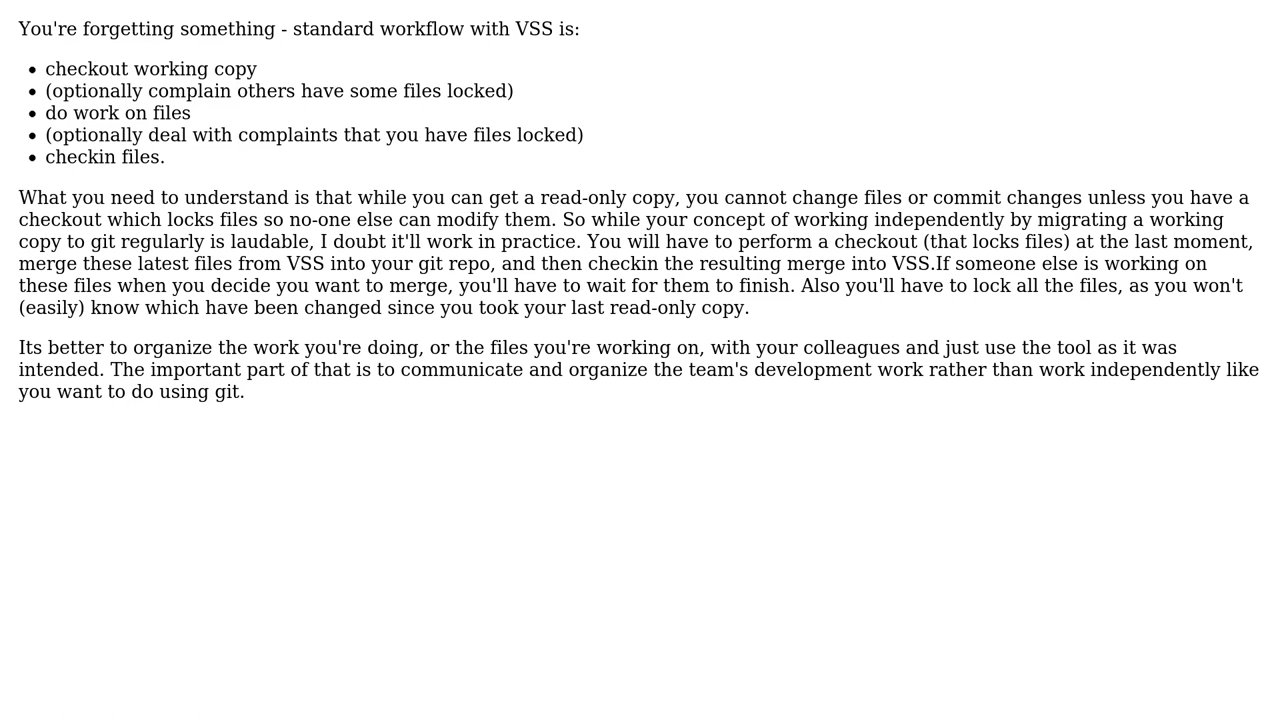 You're forgetting something - standard workflow with VSS is:
• checkout working copy
• (optionally complain others have some files locked)
• do work on files
• (optionally deal with complaints that you have files locked)
• checkin files.
What you need to understand is that while you can get a read-only copy, you cannot change files or commit changes unless you have a
checkout which locks files so no-one else can modify them. So while your concept of working independently by migrating a working
copy to git regularly is laudable, I doubt it'll work in practice. You will have to perform a checkout (that locks files) at the last moment,
merge these latest files from VSS into your git repo, and then checkin the resulting merge into VSS.If someone else is working on
these files when you decide you want to merge, you'll have to wait for them to finish. Also you'll have to lock all the files, as you won't
(easily) know which have been changed since you took your last read-only copy.
Its better to organize the work you're doing, or the files you're working on, with your colleagues and just use the tool as it was
intended. The important part of that is to communicate and organize the team's development work rather than work independently like
you want to do using git.